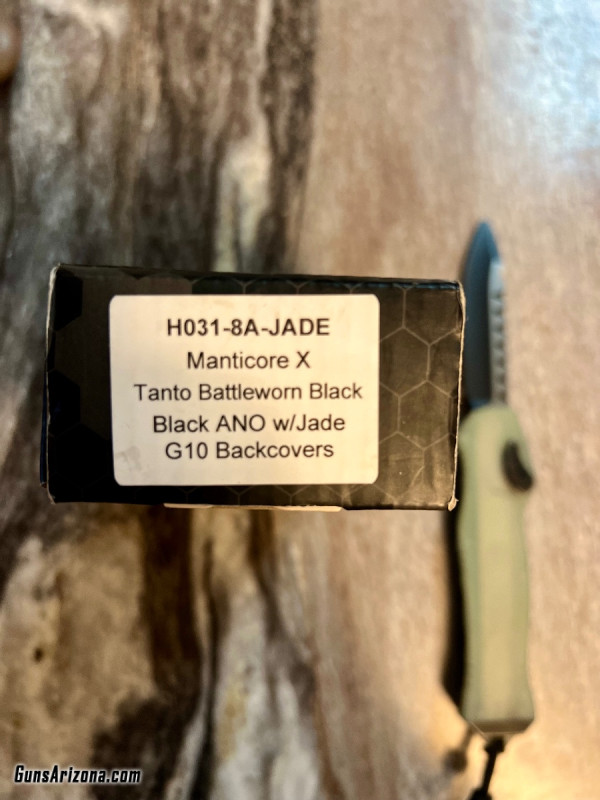 H031-8A-JADE
Manticore X
Tanto Battleworn Black
Black ANO w/Jade
G10 Backcovers
GunsArizona.com